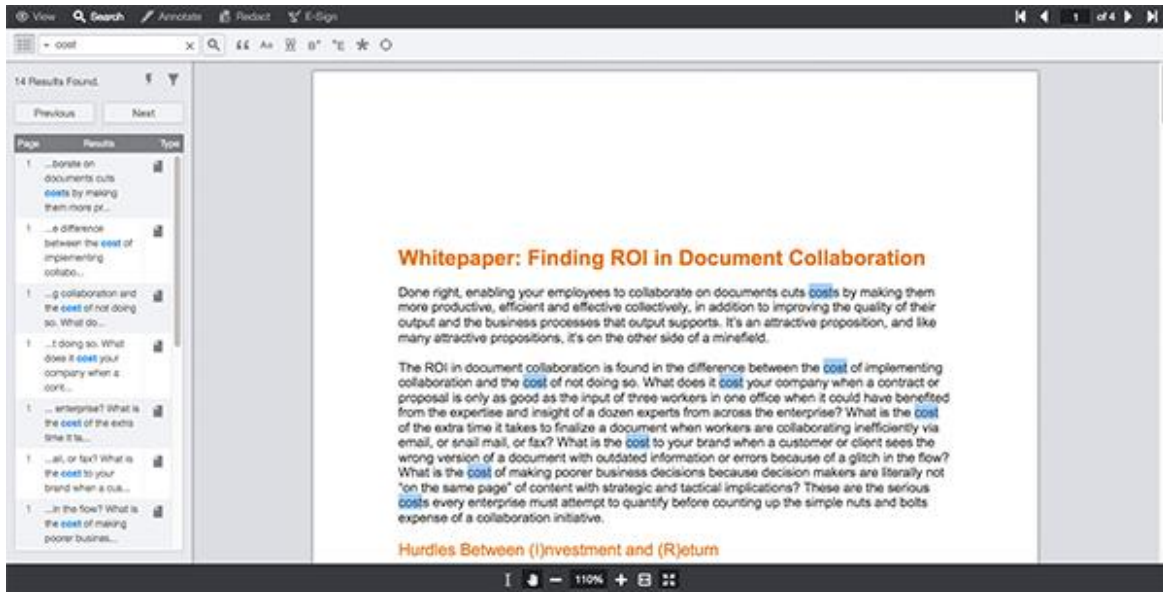 View Search Annotate Redact E-Sign 1 of 4
cost x “ Aa
14 Results Found.
Previous Next
Page Results Type
1 ...borate on
documents cuts
costs by making
them more pr...
1 ...e difference
between the cost of
implementing
collabo...
1 ...g collaboration and
the cost of not doing
so. What do...
1 ...t doing so. What
does it cost your
company when a
cont...
1 ... enterprise? What is
the cost of the extra
time it ta...
1 ...ail, or fax? What is
the cost to your
brand when a cus...
1 ...in the flow? What is
the cost of making
poorer busines...
Whitepaper: Finding ROI in Document Collaboration
Done right, enabling your employees to collaborate on documents cuts costs by making them
more productive, efficient and effective collectively, in addition to improving the quality of their
output and the business processes that output supports. It's an attractive proposition, and like
many attractive propositions, it's on the other side of a minefield.
The ROI in document collaboration is found in the difference between the cost of implementing
collaboration and the cost of not doing so. What does it cost your company when a contract or
proposal is only as good as the input of three workers in one office when it could have benefited
from the expertise and insight of a dozen experts from across the enterprise? What is the cost
of the extra time it takes to finalize a document when workers are collaborating inefficiently via
email, or snail mail, or fax? What is the cost to your brand when a customer or client sees the
wrong version of a document with outdated information or errors because of a glitch in the flow?
What is the cost of making poorer business decisions because decision makers are literally not
"on the same page" of content with strategic and tactical implications? These are the serious
costs every enterprise must attempt to quantify before counting up the simple nuts and bolts
expense of a collaboration initiative.
Hurdles Between (I)nvestment and (R)eturn
110%